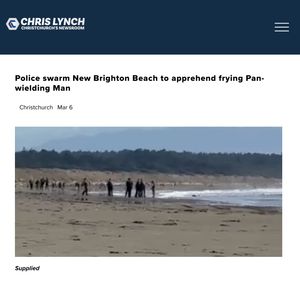 CHRIS LYNCH
CHRISTCHURCH'S NEWSROOM
Police swarm New Brighton Beach to apprehend frying Pan-
wielding Man
Christchurch Mar 6
Supplied